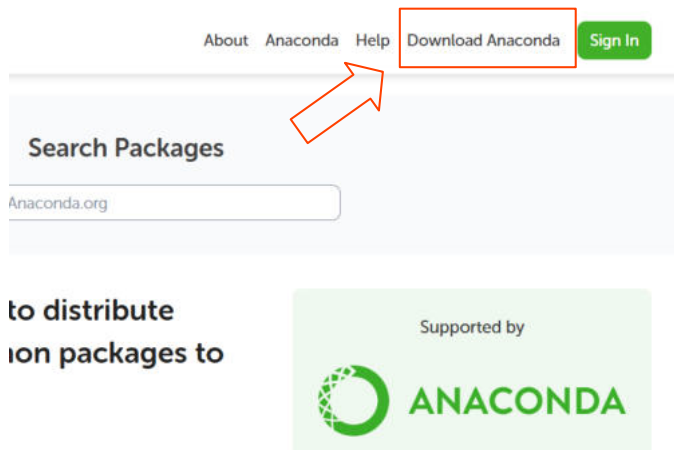 About Anaconda Help Download Anaconda Sign In
Search Packages
Anaconda.org
to distribute
non packages to
Supported by
ANACONDA